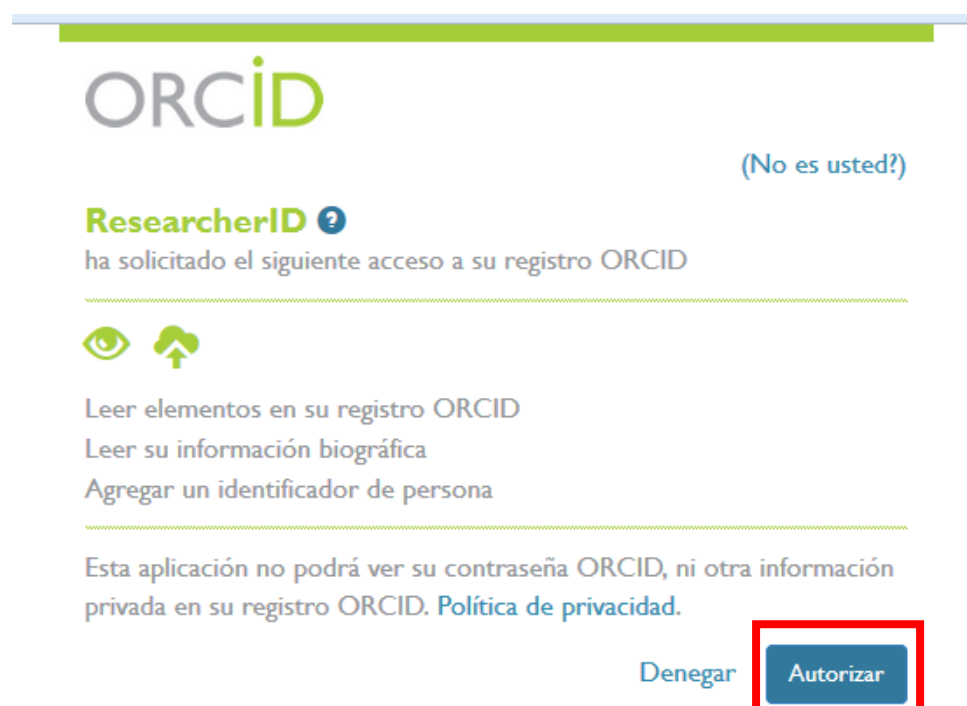 ORCiD
(No es usted?)
ResearcherID ?
ha solicitado el siguiente acceso a su registro ORCID
Leer elementos en su registro ORCID
Leer su información biográfica
Agregar un identificador de persona
Esta aplicación no podrá ver su contraseña ORCID, ni otra información
privada en su registro ORCID. Política de privacidad.
Denegar Autorizar